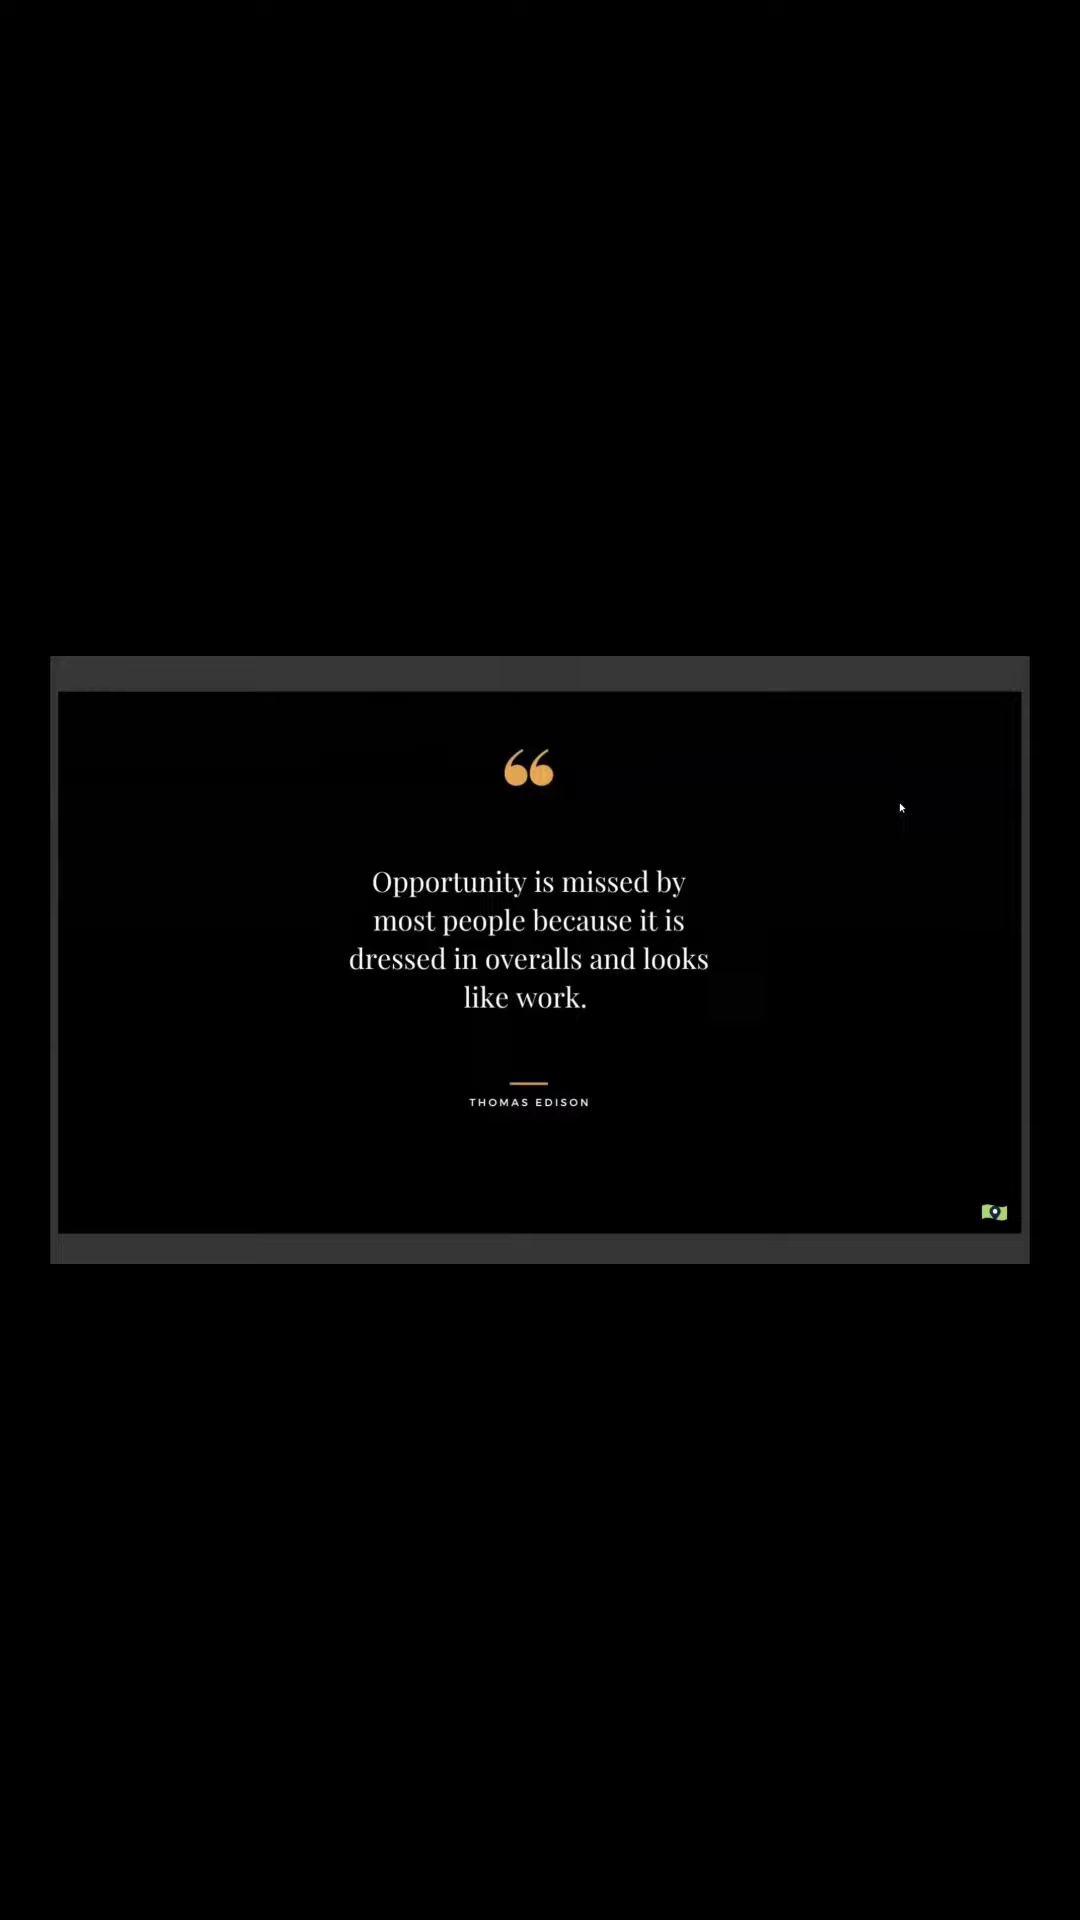 “
Opportunity is missed by
most people because it is
dressed in overalls and looks
like work.
THOMAS EDISON